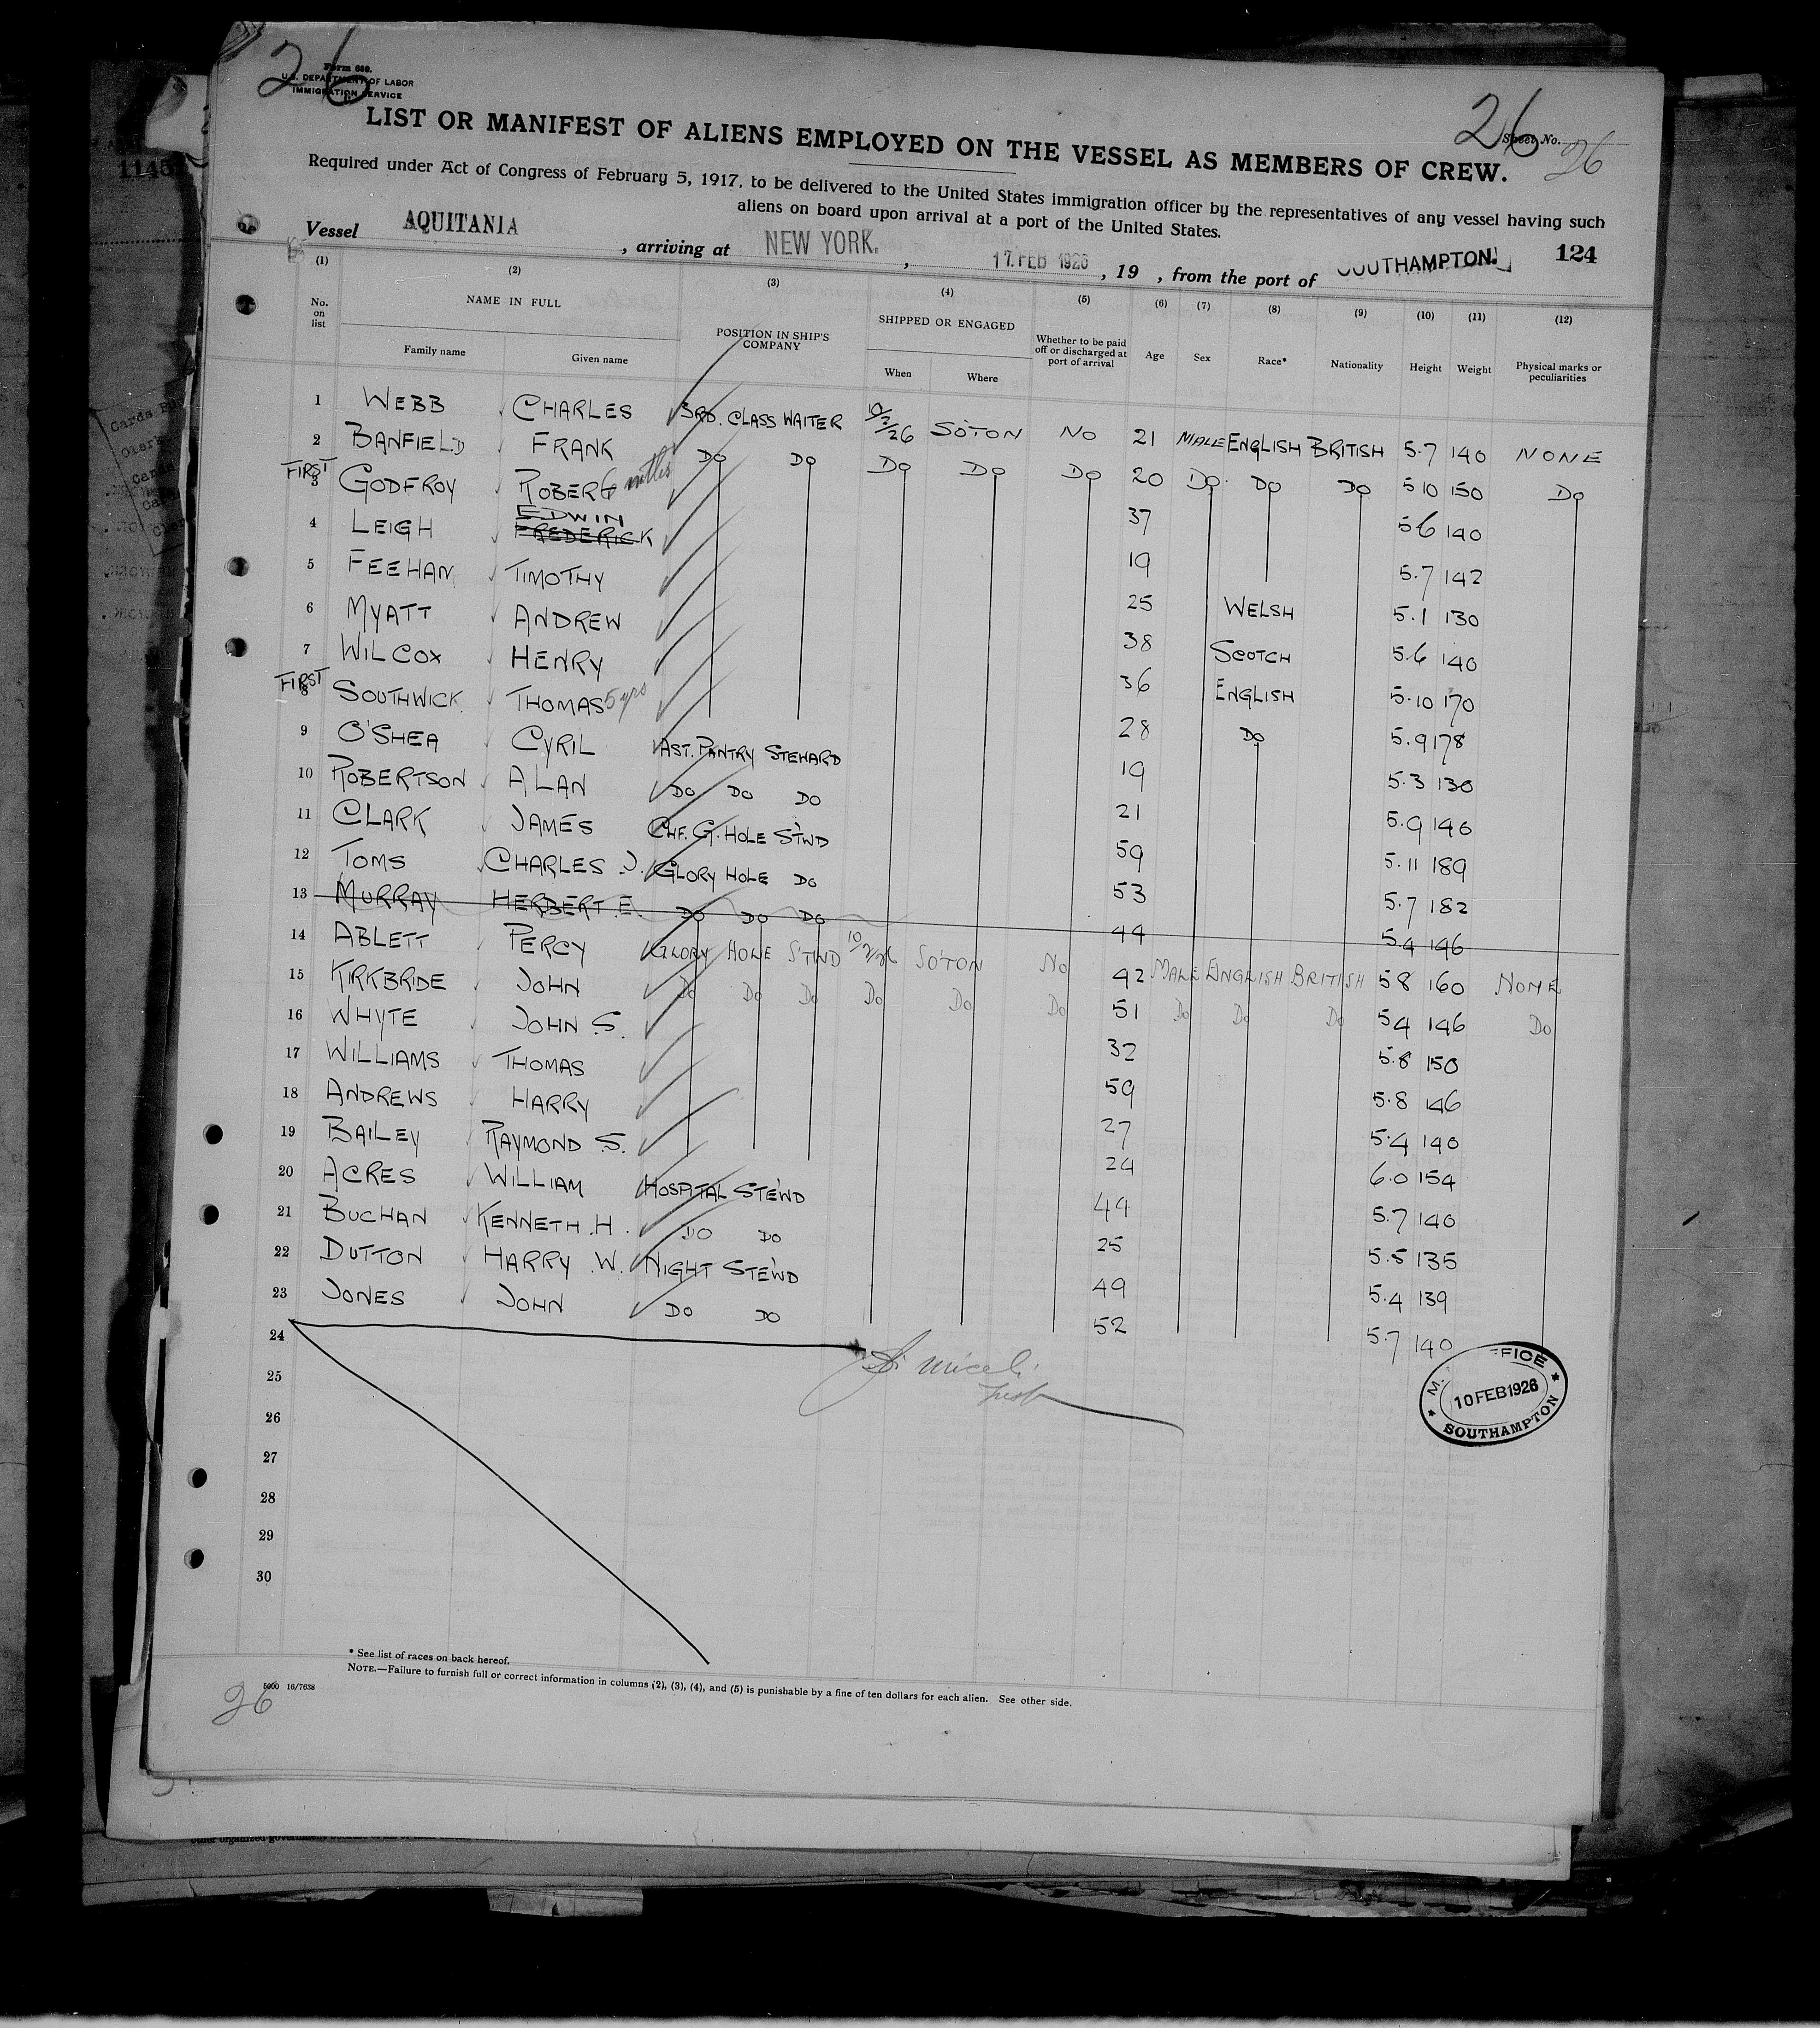 26
Form 680.
U.S. DEPARTMENT OF LABOR
IMMIGRATION SERVICE
26
Sheet No. 26
LIST OR MANIFEST OF ALIENS EMPLOYED ON THE VESSEL AS MEMBERS OF CREW.
Required under Act of Congress of February 5, 1917, to be delivered to the United States immigration officer by the representatives of any vessel having such
aliens on board upon arrival at a port of the United States.
Vessel AQUITANIA, arriving at NEW YORK., 17. FEB 1926, 19 , from the port of SOUTHAMPTON. 124
(1) (2) (3) (4) (5) (6) (7) (8) (9) (10) (11) (12)
No. on list NAME IN FULL POSITION IN SHIP'S COMPANY SHIPPED OR ENGAGED Whether to be paid off or discharged at port of arrival Age Sex Race* Nationality Height Weight Physical marks or peculiarities
Family name Given name When Where
1 WEBB CHARLES 3RD. CLASS WAITER 10/2/26 SO'TON NO 21 MALE ENGLISH BRITISH 5.7 140 NONE
2 BANFIELD FRANK DO DO DO DO DO 20 DO. DO DO 5 10 150 DO
FIRST 3 GODFROY ROBERT 6 mths 37 5 6 140
EDWIN
4 LEIGH FREDERICK 19 5.7 142
5 FEEHAN TIMOTHY 25 WELSH 5.1 130
6 MYATT ANDREW 38 SCOTCH 5.6 140
7 WILCOX HENRY 36 ENGLISH 5.10 170
FIRST 8 SOUTHWICK THOMAS 5 yrs 28 DO 5.9 178
9 O'SHEA CYRIL AST. PANTRY STEWARD 19 5.3 130
10 ROBERTSON ALAN DO DO DO 21 5.9 146
11 CLARK JAMES CHF. G. HOLE ST'WD 59 5.11 189
12 TOMS CHARLES J. GLORY HOLE DO 53 5.7 182
13 MURRAY HERBERT E. DO DO DO 44 5.4 146
14 ABLETT PERCY GLORY HOLE S'TWD 10/2/26 SO'TON NO 42 MALE ENGLISH BRITISH 5 8 160 NONE
15 KIRKBRIDE JOHN DO DO DO DO DO DO 51 DO DO DO 5 4 146 DO
16 WHYTE JOHN S. 32 5.8 150
17 WILLIAMS THOMAS 59 5.8 146
18 ANDREWS HARRY 27 5.4 140
19 BAILEY RAYMOND S. 24 6.0 154
20 ACRES WILLIAM HOSPITAL STE'WD 44 5.7 140
21 BUCHAN KENNETH. H. DO DO 25 5.5 135
22 DUTTON HARRY W. NIGHT STE'WD 49 5.4 139
23 JONES JOHN DO DO 52 5.7 140
24
25
26
27
28
29
30
FFICE
10 FEB 1926
SOUTHAMPTON
* See list of races on back hereof.
NOTE.—Failure to furnish full or correct information in columns (2), (3), (4), and (5) is punishable by a fine of ten dollars for each alien. See other side.
5000 16/7638
26